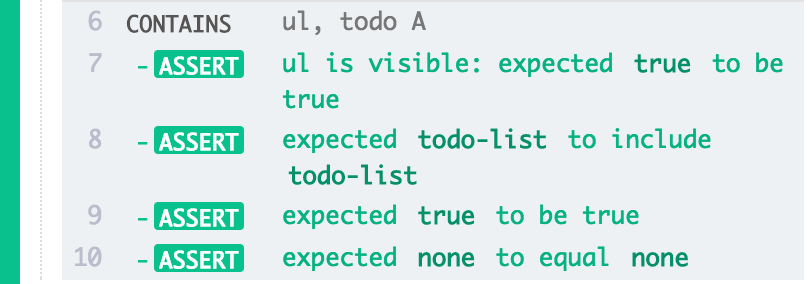 6 CONTAINS ul, todo A
7 -ASSERT ul is visible: expected true to be
true
8 -ASSERT expected todo-list to include
todo-list
9 -ASSERT expected true to be true
10 -ASSERT expected none to equal none